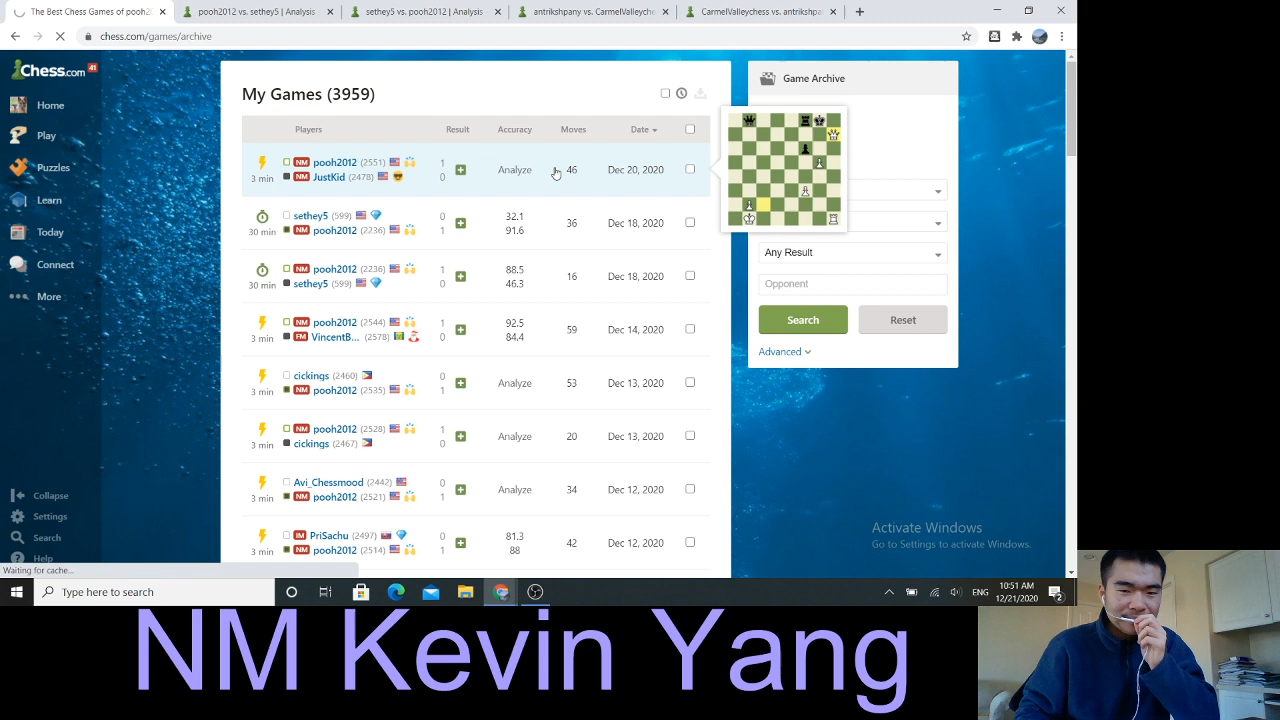 The Best Chess Games of pooh2
pooh2012 vs. sethey5 | Analysis -
sethey5 vs. pooh2012 | Analysis -
antrikshpany vs. CarmelValleych
CarmelValleychess vs. antrikshpa
chess.com/games/archive
Chess.com 41
Home
Play
Puzzles
Learn
Today
Connect
More
Collapse
Settings
Search
Help
My Games (3959)
Players Result Accuracy Moves Date
3 min NM pooh2012 (2551) 1 Analyze 46 Dec 20, 2020
NM JustKid (2478) 0
30 min sethey5 (599) 0 32.1 36 Dec 18, 2020
NM pooh2012 (2236) 1 91.6
30 min NM pooh2012 (2236) 1 88.5 16 Dec 18, 2020
sethey5 (599) 0 46.3
3 min NM pooh2012 (2544) 1 92.5 59 Dec 14, 2020
FM VincentB... (2578) 0 84.4
3 min cickings (2460) 0 Analyze 53 Dec 13, 2020
NM pooh2012 (2535) 1
3 min NM pooh2012 (2528) 1 Analyze 20 Dec 13, 2020
cickings (2467) 0
3 min Avi_Chessmood (2442) 0 Analyze 34 Dec 12, 2020
NM pooh2012 (2521) 1
3 min IM PriSachu (2497) 0 81.3 42 Dec 12, 2020
NM pooh2012 (2514) 1 88
Game Archive
Any Result
Opponent
Search Reset
Advanced
Activate Windows
Go to Settings to activate Windows.
Waiting for cache...
Type here to search
ENG
10:51 AM
12/21/2020
2
NM Kevin Yang